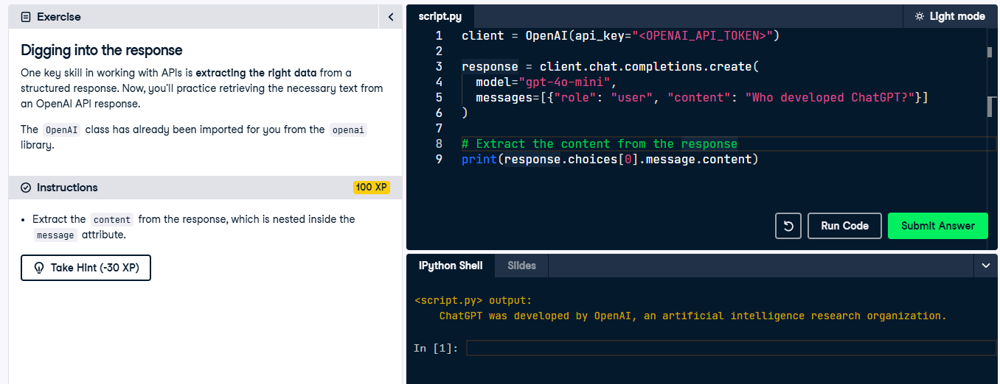 Exercise
Digging into the response
One key skill in working with APIs is extracting the right data from a
structured response. Now, you'll practice retrieving the necessary text from
an OpenAI API response.
The OpenAI class has already been imported for you from the openai
library.
Instructions
100 XP
Extract the content from the response, which is nested inside the
message attribute.
Take Hint (-30 XP)
script.py
Light mode
1 client = OpenAI(api_key="<OPENAI_API_TOKEN>")
2
3 response = client.chat.completions.create(
4 model="gpt-4o-mini",
5 messages=[{"role": "user", "content": "Who developed ChatGPT?"}]
6 )
7
8 # Extract the content from the response
9 print(response.choices[0].message.content)
Run Code
Submit Answer
IPython Shell
Slides
<script.py> output:
ChatGPT was developed by OpenAI, an artificial intelligence research organization.
In [1]: